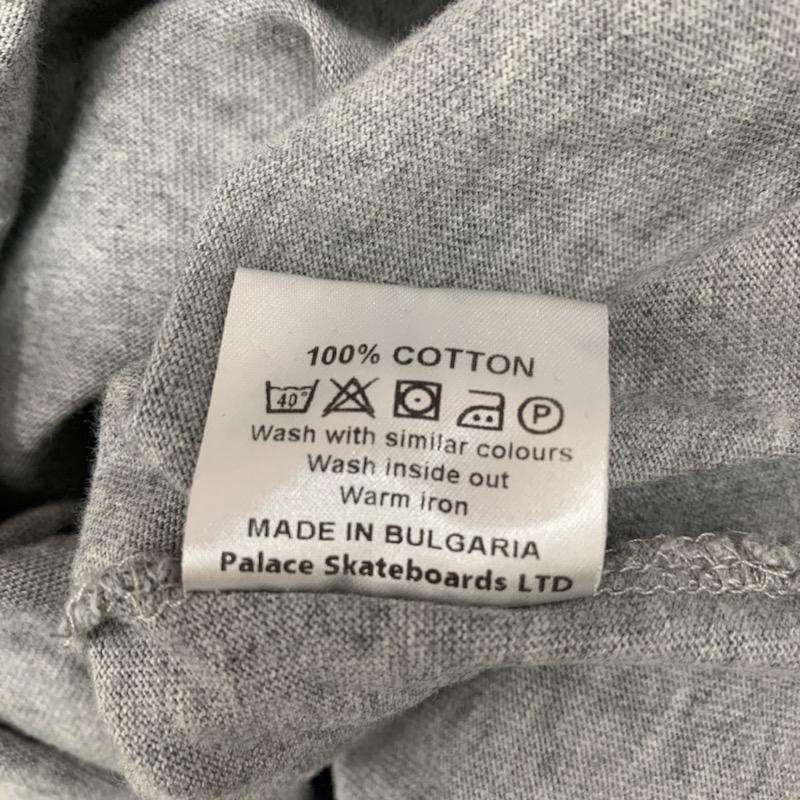 100% COTTON
40° P
Wash with similar colours
Wash inside out
Warm iron
MADE IN BULGARIA
Palace Skateboards LTD